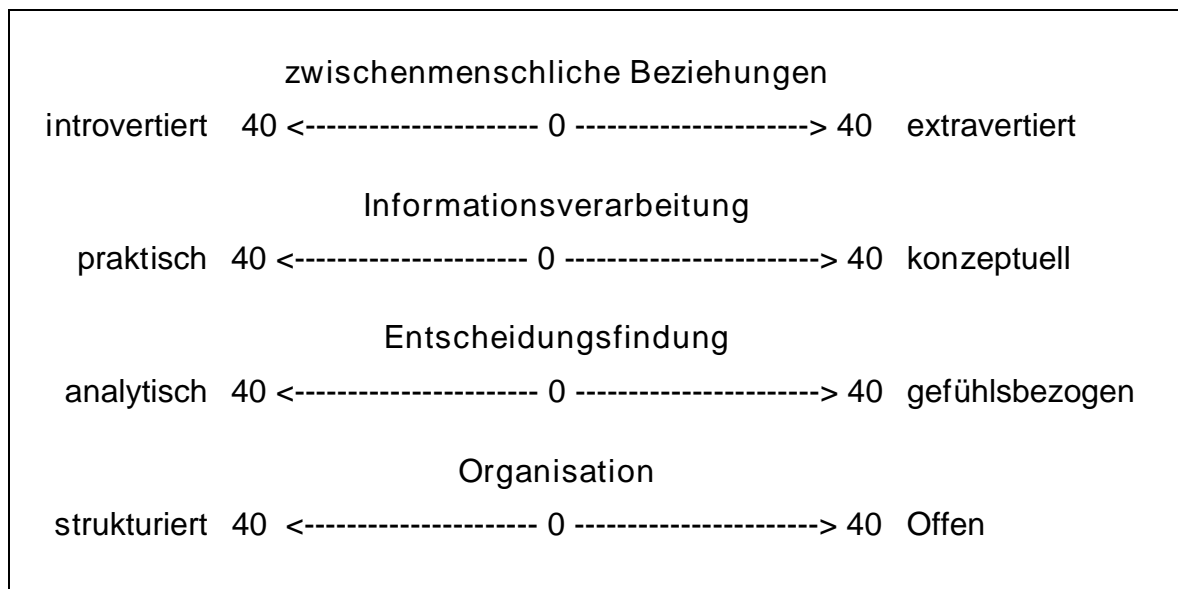 zwischenmenschliche Beziehungen
introvertiert 40 <----------------------- 0 -----------------------> 40 extravertiert
Informationsverarbeitung
praktisch 40 <---------------------- 0 ------------------------> 40 konzeptuell
Entscheidungsfindung
analytisch 40 <----------------------- 0 -----------------------> 40 gefühlsbezogen
Organisation
strukturiert 40 <---------------------- 0 -----------------------> 40 Offen